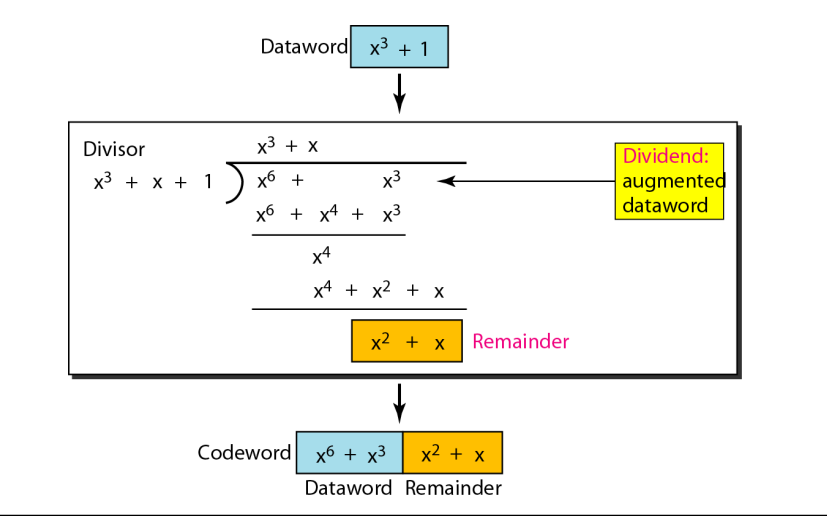 Dataword x³ + 1
Divisor
x³ + x
x³ + x + 1
x⁶ + x³
Dividend:
augmented
dataword
x⁶ + x⁴ + x³
x⁴
x⁴ + x² + x
x² + x Remainder
Codeword x⁶ + x³ x² + x
Dataword Remainder